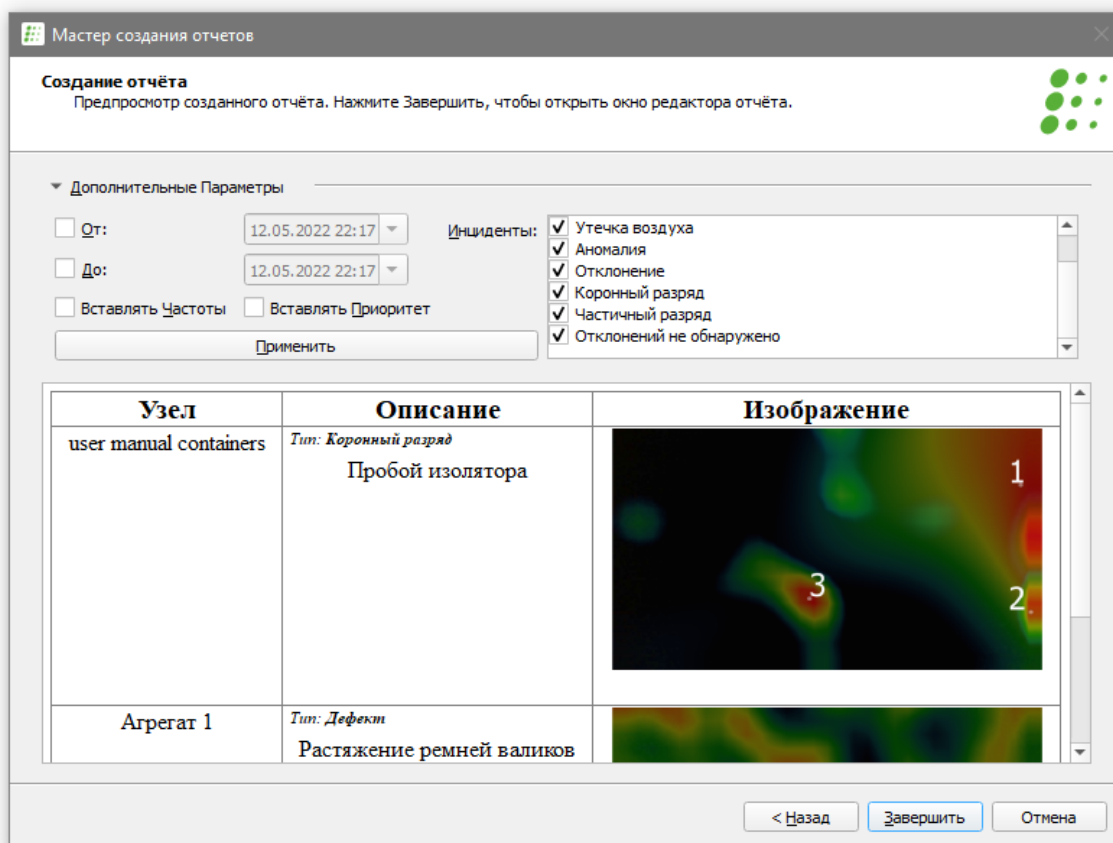 Мастер создания отчетов
Создание отчёта
Предпросмотр созданного отчёта. Нажмите Завершить, чтобы открыть окно редактора отчёта.
Дополнительные Параметры
От: 12.05.2022 22:17
До: 12.05.2022 22:17
Вставлять Частоты Вставлять Приоритет
Применить
Инциденты:
Утечка воздуха
Аномалия
Отклонение
Коронный разряд
Частичный разряд
Отклонений не обнаружено
Узел Описание Изображение
user manual containers
Тип: Коронный разряд
Пробой изолятора
1
3
2
Агрегат 1
Тип: Дефект
Растяжение ремней валиков
< Назад Завершить Отмена